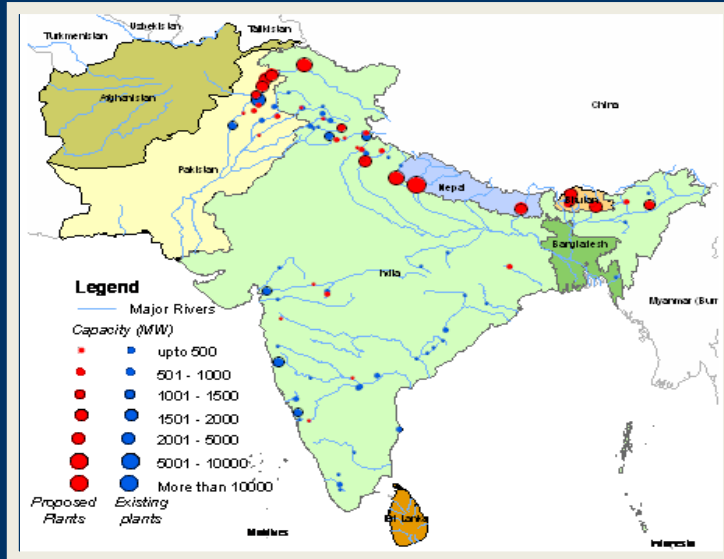 Uzbekistan
Tajikistan
Turkmenistan
Afghanistan
China
Pakistan
Nepal
Bhutan
Bangladesh
India
Myanmar (Burm
Legend
Major Rivers
Capacity (MW)
upto 500
501 - 1000
1001 - 1500
1501 - 2000
2001 - 5000
5001 - 10000
More than 10000
Proposed Existing
Plants plants
Sri Lanka
Maldives
Indonesia